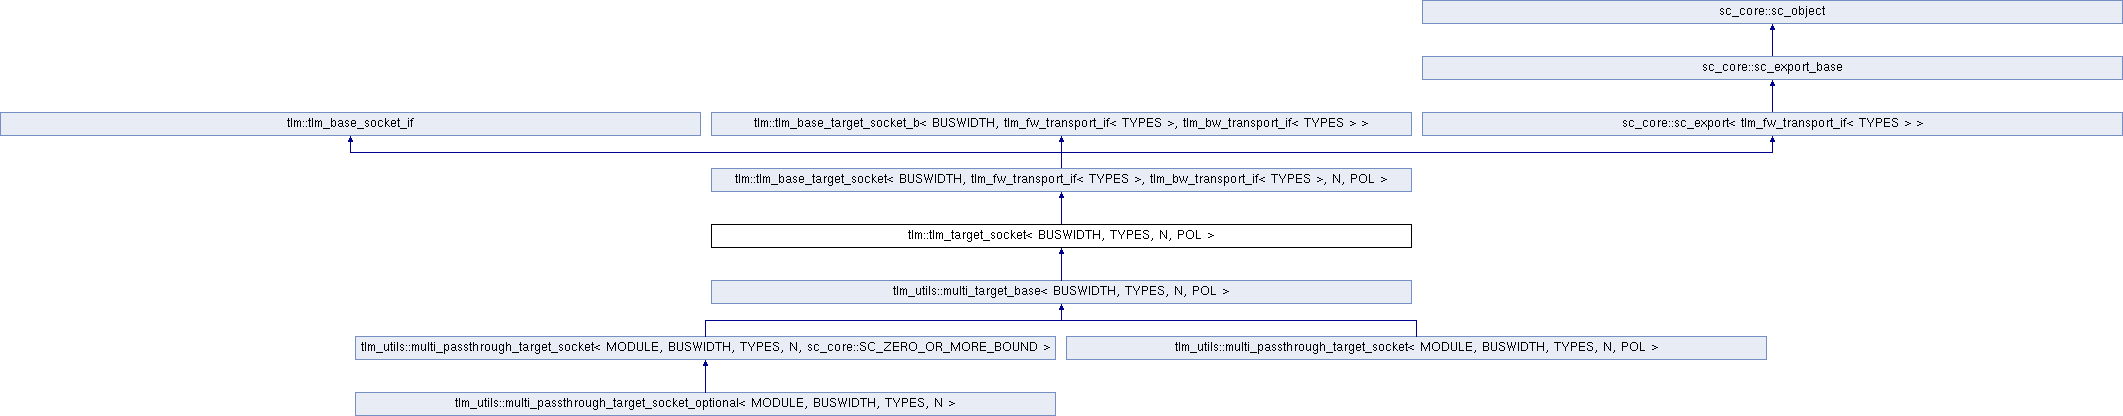 sc_core::sc_object
sc_core::sc_export_base
tlm::tlm_base_socket_if
tlm::tlm_base_target_socket_b< BUSWIDTH, tlm_fw_transport_if< TYPES >, tlm_bw_transport_if< TYPES > >
sc_core::sc_export< tlm_fw_transport_if< TYPES > >
tlm::tlm_base_target_socket< BUSWIDTH, tlm_fw_transport_if< TYPES >, tlm_bw_transport_if< TYPES >, N, POL >
tlm::tlm_target_socket< BUSWIDTH, TYPES, N, POL >
tlm_utils::multi_target_base< BUSWIDTH, TYPES, N, POL >
tlm_utils::multi_passthrough_target_socket< MODULE, BUSWIDTH, TYPES, N, sc_core::SC_ZERO_OR_MORE_BOUND >
tlm_utils::multi_passthrough_target_socket< MODULE, BUSWIDTH, TYPES, N, POL >
tlm_utils::multi_passthrough_target_socket_optional< MODULE, BUSWIDTH, TYPES, N >